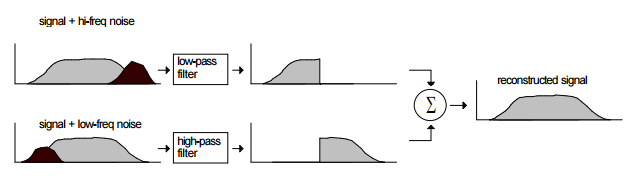 signal + hi-freq noise
low-pass
filter
signal + low-freq noise
high-pass
filter
Σ
reconstructed signal